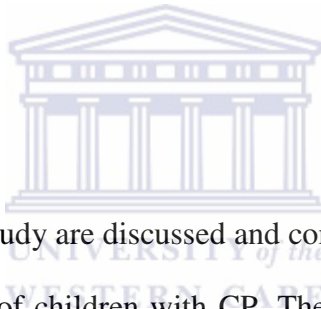 udy are discussed and co
UNIVERSITY of the
of children with CP. The
WESTERN CAPE